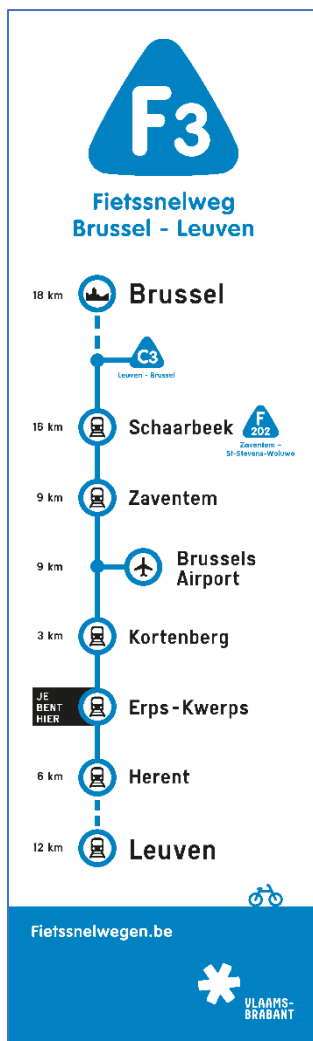 F3
Fietssnelweg
Brussel - Leuven
18 km Brussel
C3
Leuven - Brussel
16 km Schaarbeek F
202
Zaventem -
St-Stevens-Woluwe
9 km Zaventem
9 km Brussels
Airport
3 km Kortenberg
JE
BENT
HIER
Erps-Kwerps
6 km Herent
12 km Leuven
Fietssnelwegen.be
VLAAMS-
BRABANT